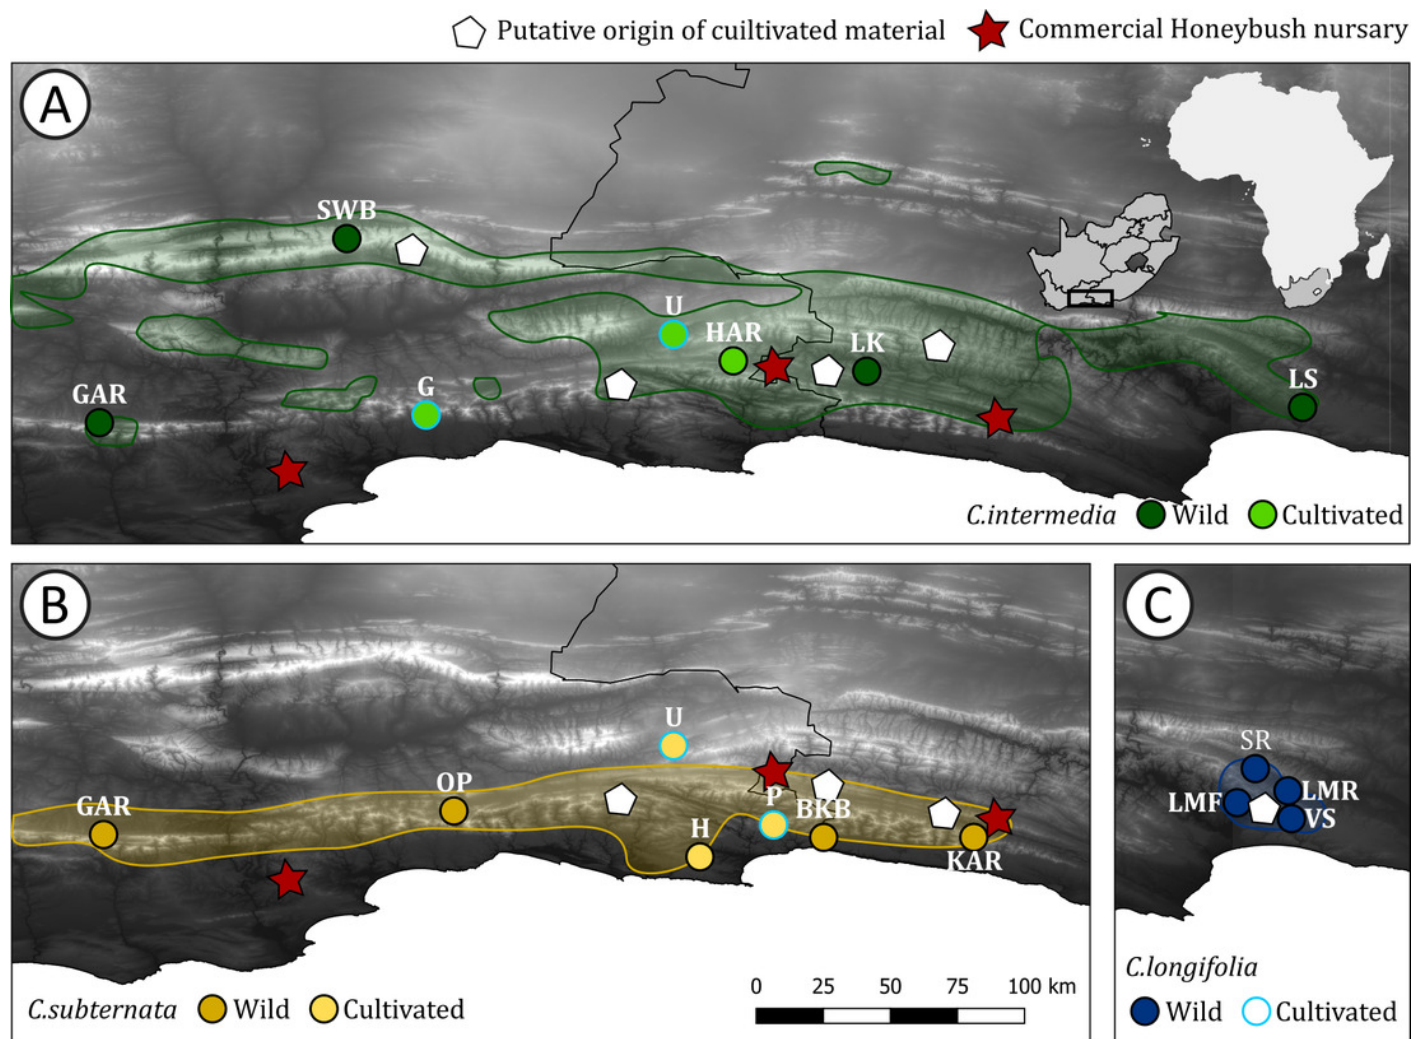 Putative origin of cuiltivated material Commercial Honeybush nursary
A
SWB
U
HAR
LK
GAR
G
LS
C.intermedia Wild Cultivated
B
U
OP
GAR
P
BKB
H
KAR
C.subternata Wild Cultivated
0 25 50 75 100 km
C
SR
LMR
LMF
VS
C.longifolia
Wild Cultivated